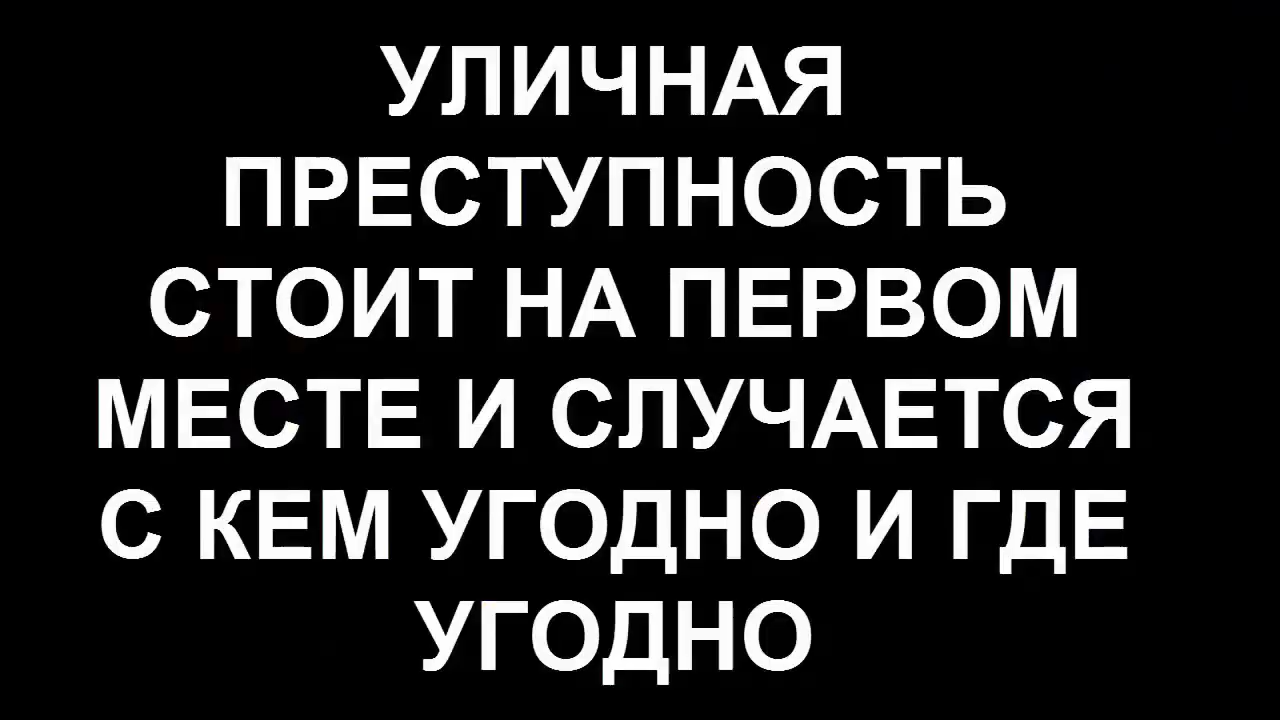 УЛИЧНАЯ
ПРЕСТУПНОСТЬ
СТОИТ НА ПЕРВОМ
МЕСТЕ И СЛУЧАЕТСЯ
С КЕМ УГОДНО И ГДЕ
УГОДНО